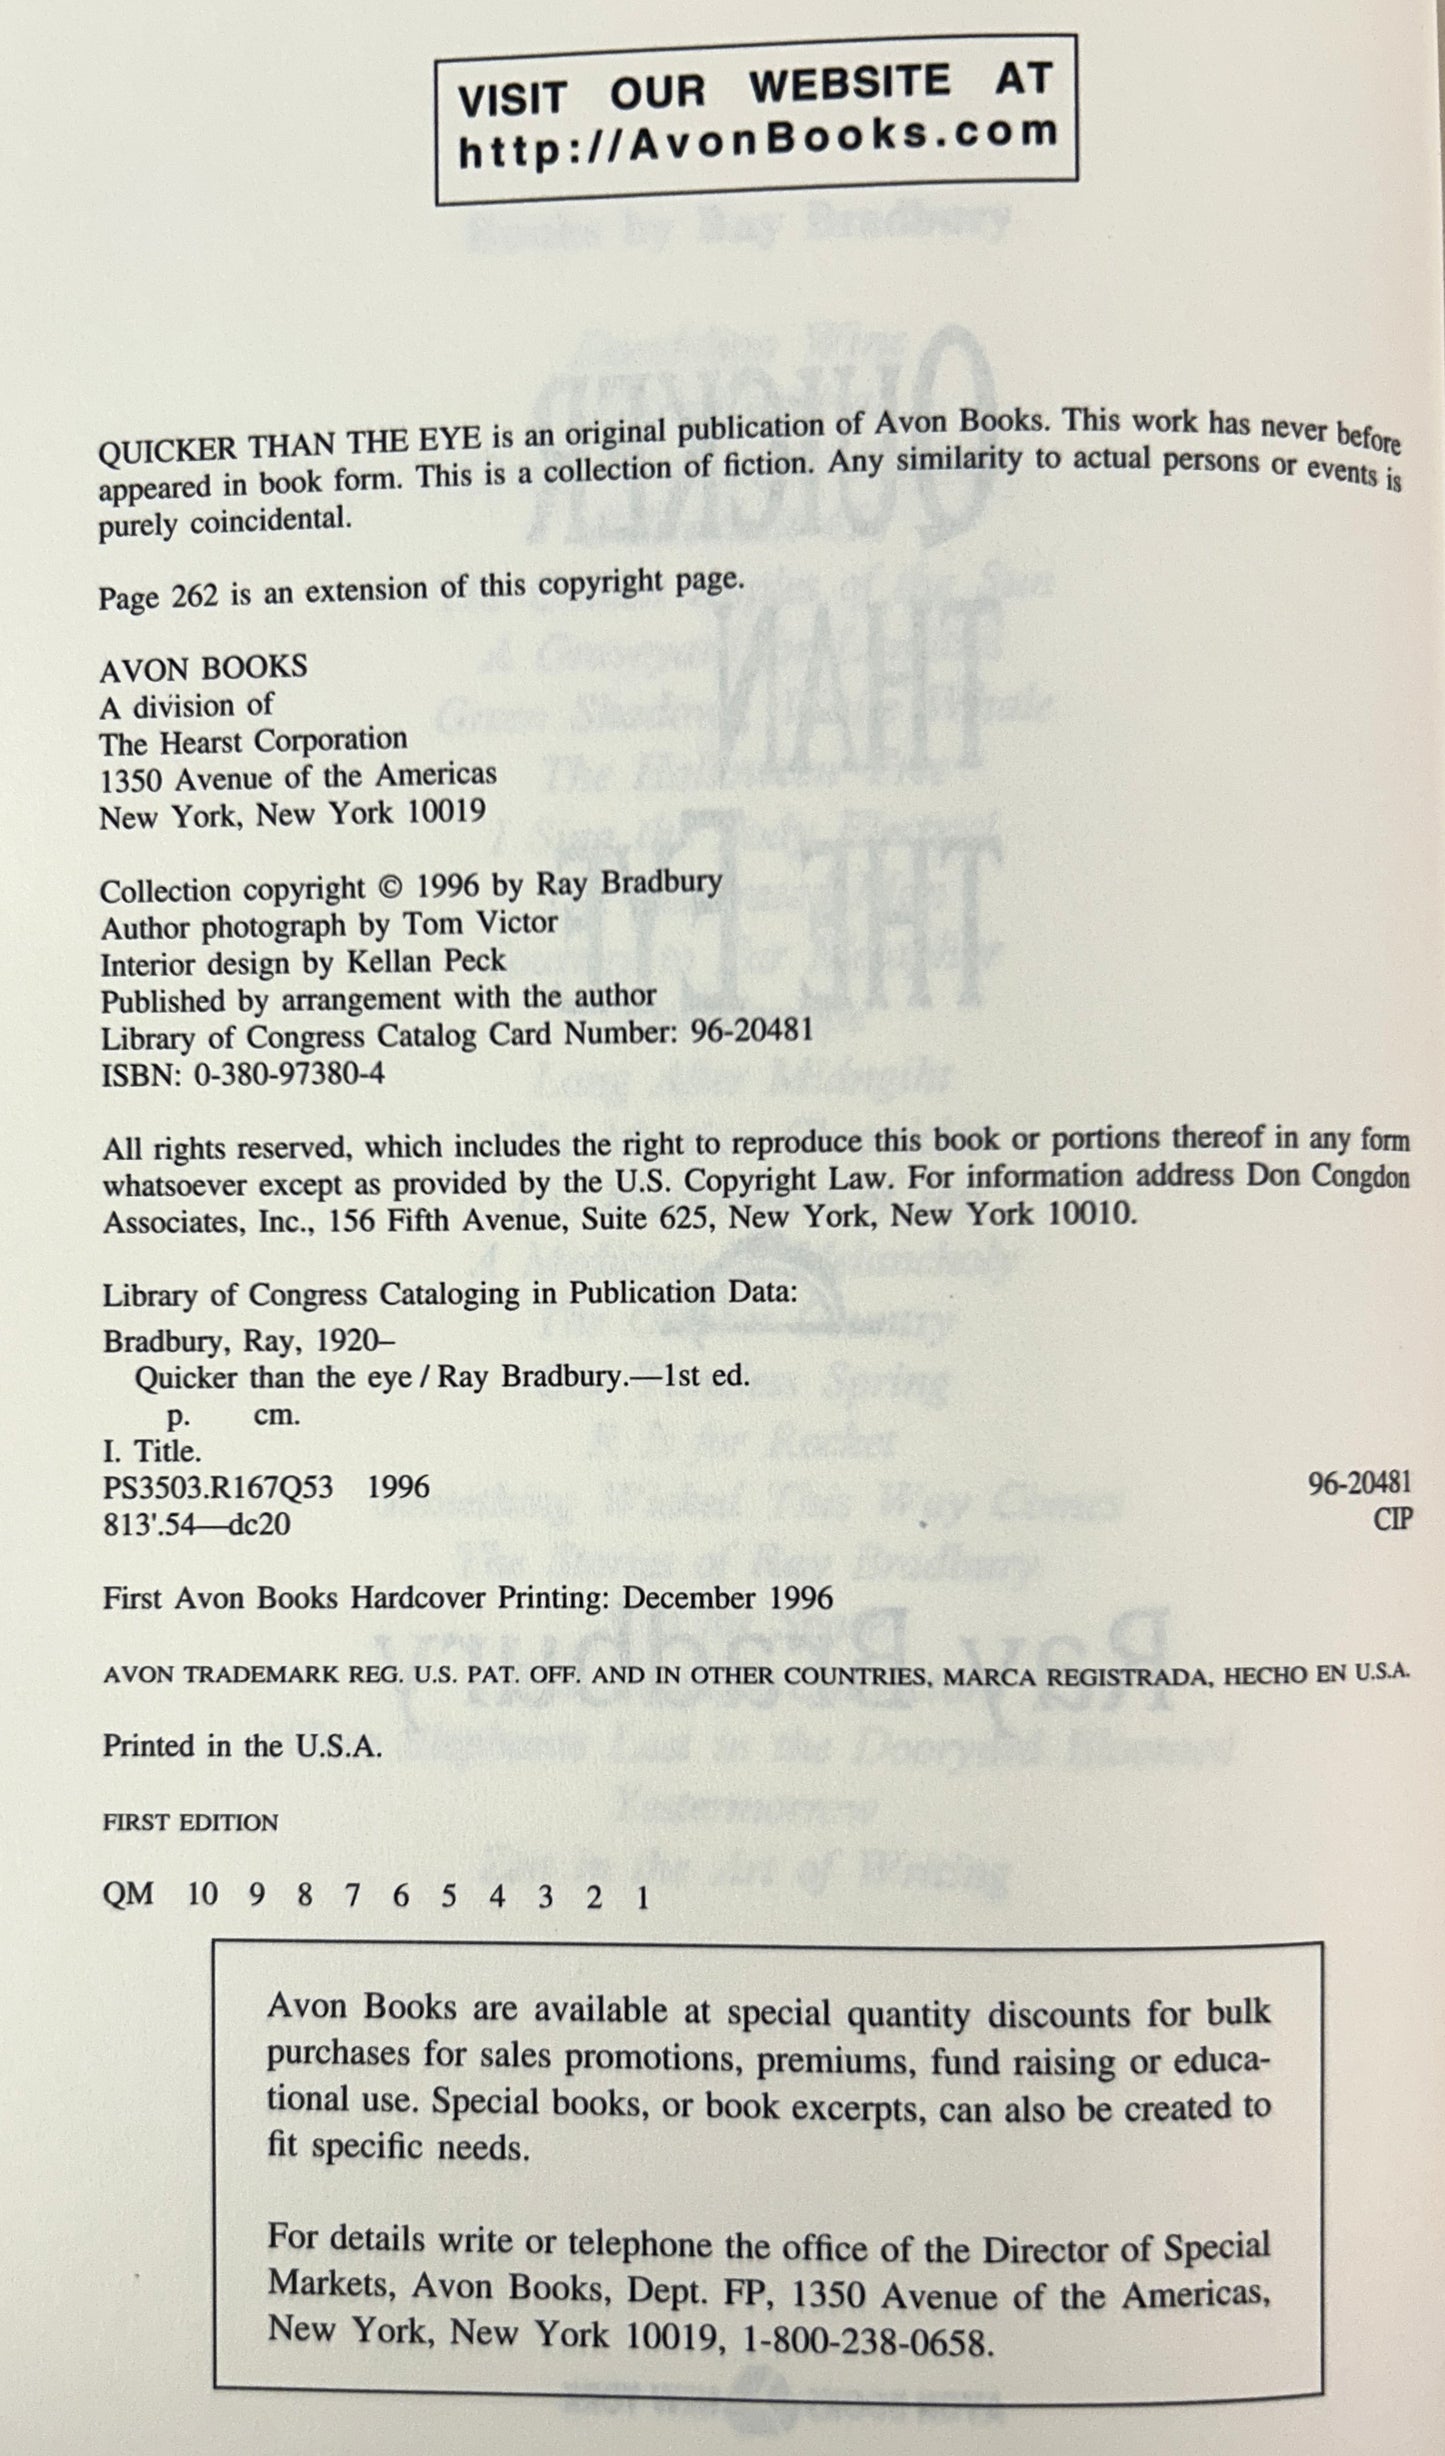 VISIT OUR WEBSITE AT
http://AvonBooks.com
Books by Ray Bradbury
QUICKER THAN THE EYE is an original publication of Avon Books. This work has never before
appeared in book form. This is a collection of fiction. Any similarity to actual persons or events is
purely coincidental.
Page 262 is an extension of this copyright page.
AVON BOOKS
A division of
The Hearst Corporation
1350 Avenue of the Americas
New York, New York 10019
Collection copyright © 1996 by Ray Bradbury
Author photograph by Tom Victor
Interior design by Kellan Peck
Published by arrangement with the author
Library of Congress Catalog Card Number: 96-20481
ISBN: 0-380-97380-4
All rights reserved, which includes the right to reproduce this book or portions thereof in any form
whatsoever except as provided by the U.S. Copyright Law. For information address Don Congdon
Associates, Inc., 156 Fifth Avenue, Suite 625, New York, New York 10010.
Library of Congress Cataloging in Publication Data:
Bradbury, Ray, 1920–
Quicker than the eye / Ray Bradbury.—1st ed.
p. cm.
I. Title.
PS3503.R167Q53 1996 96-20481
813'.54—dc20 CIP
First Avon Books Hardcover Printing: December 1996
AVON TRADEMARK REG. U.S. PAT. OFF. AND IN OTHER COUNTRIES, MARCA REGISTRADA, HECHO EN U.S.A.
Printed in the U.S.A.
FIRST EDITION
QM 10 9 8 7 6 5 4 3 2 1
Avon Books are available at special quantity discounts for bulk
purchases for sales promotions, premiums, fund raising or educa-
tional use. Special books, or book excerpts, can also be created to
fit specific needs.
For details write or telephone the office of the Director of Special
Markets, Avon Books, Dept. FP, 1350 Avenue of the Americas,
New York, New York 10019, 1-800-238-0658.